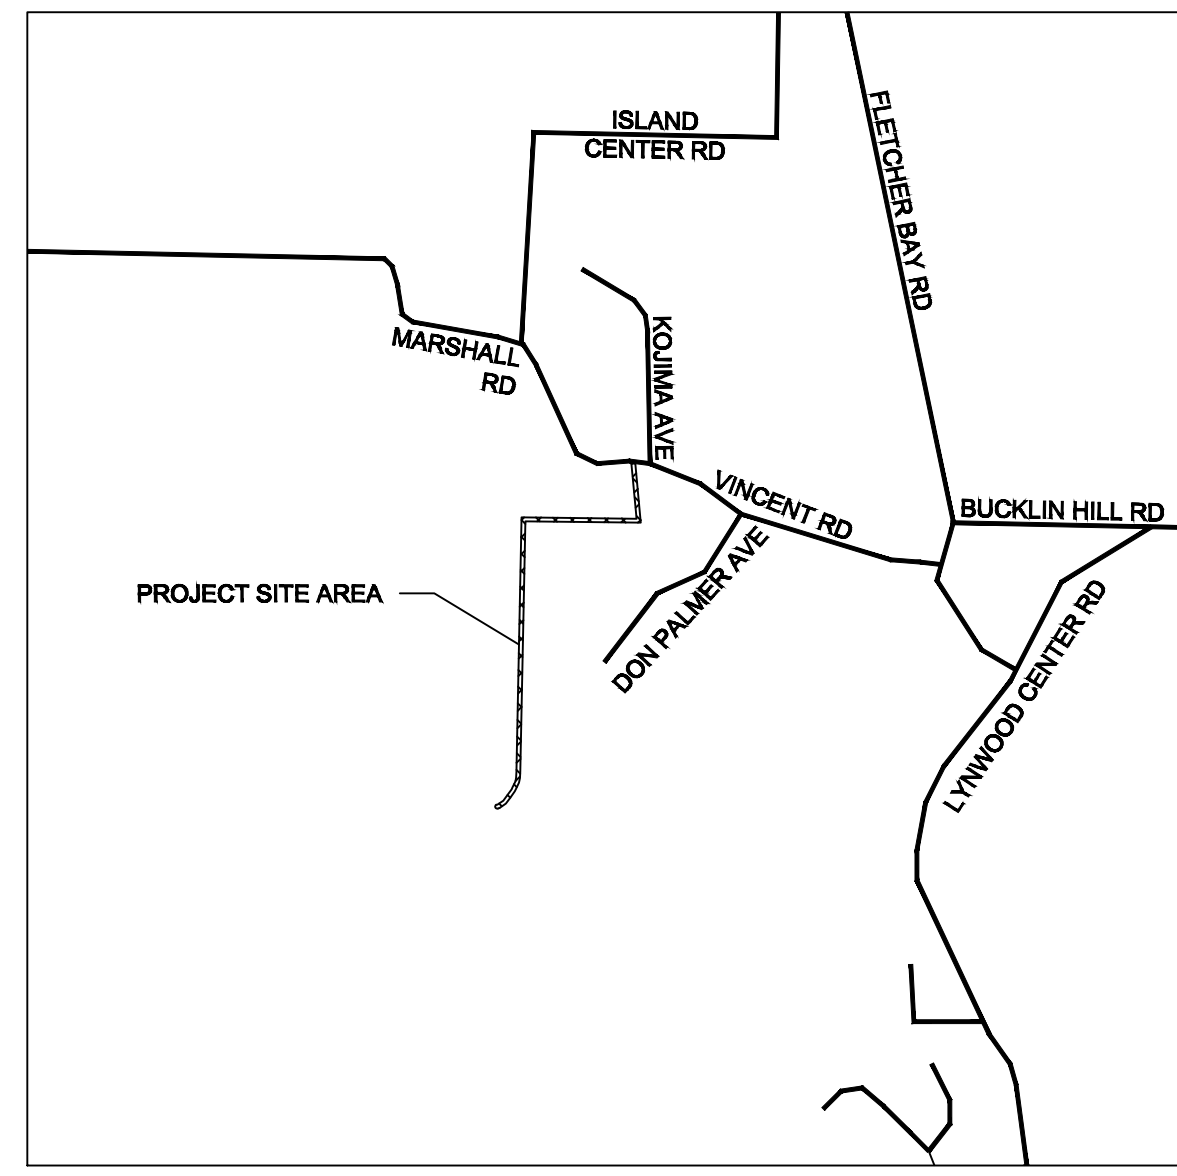 ISLAND
CENTER RD
FLETCHER BAY RD
MARSHALL
RD
KOJIMA AVE
VINCENT RD
BUCKLIN HILL RD
DON PALMER AVE
PROJECT SITE AREA
LYNWOOD CENTER RD